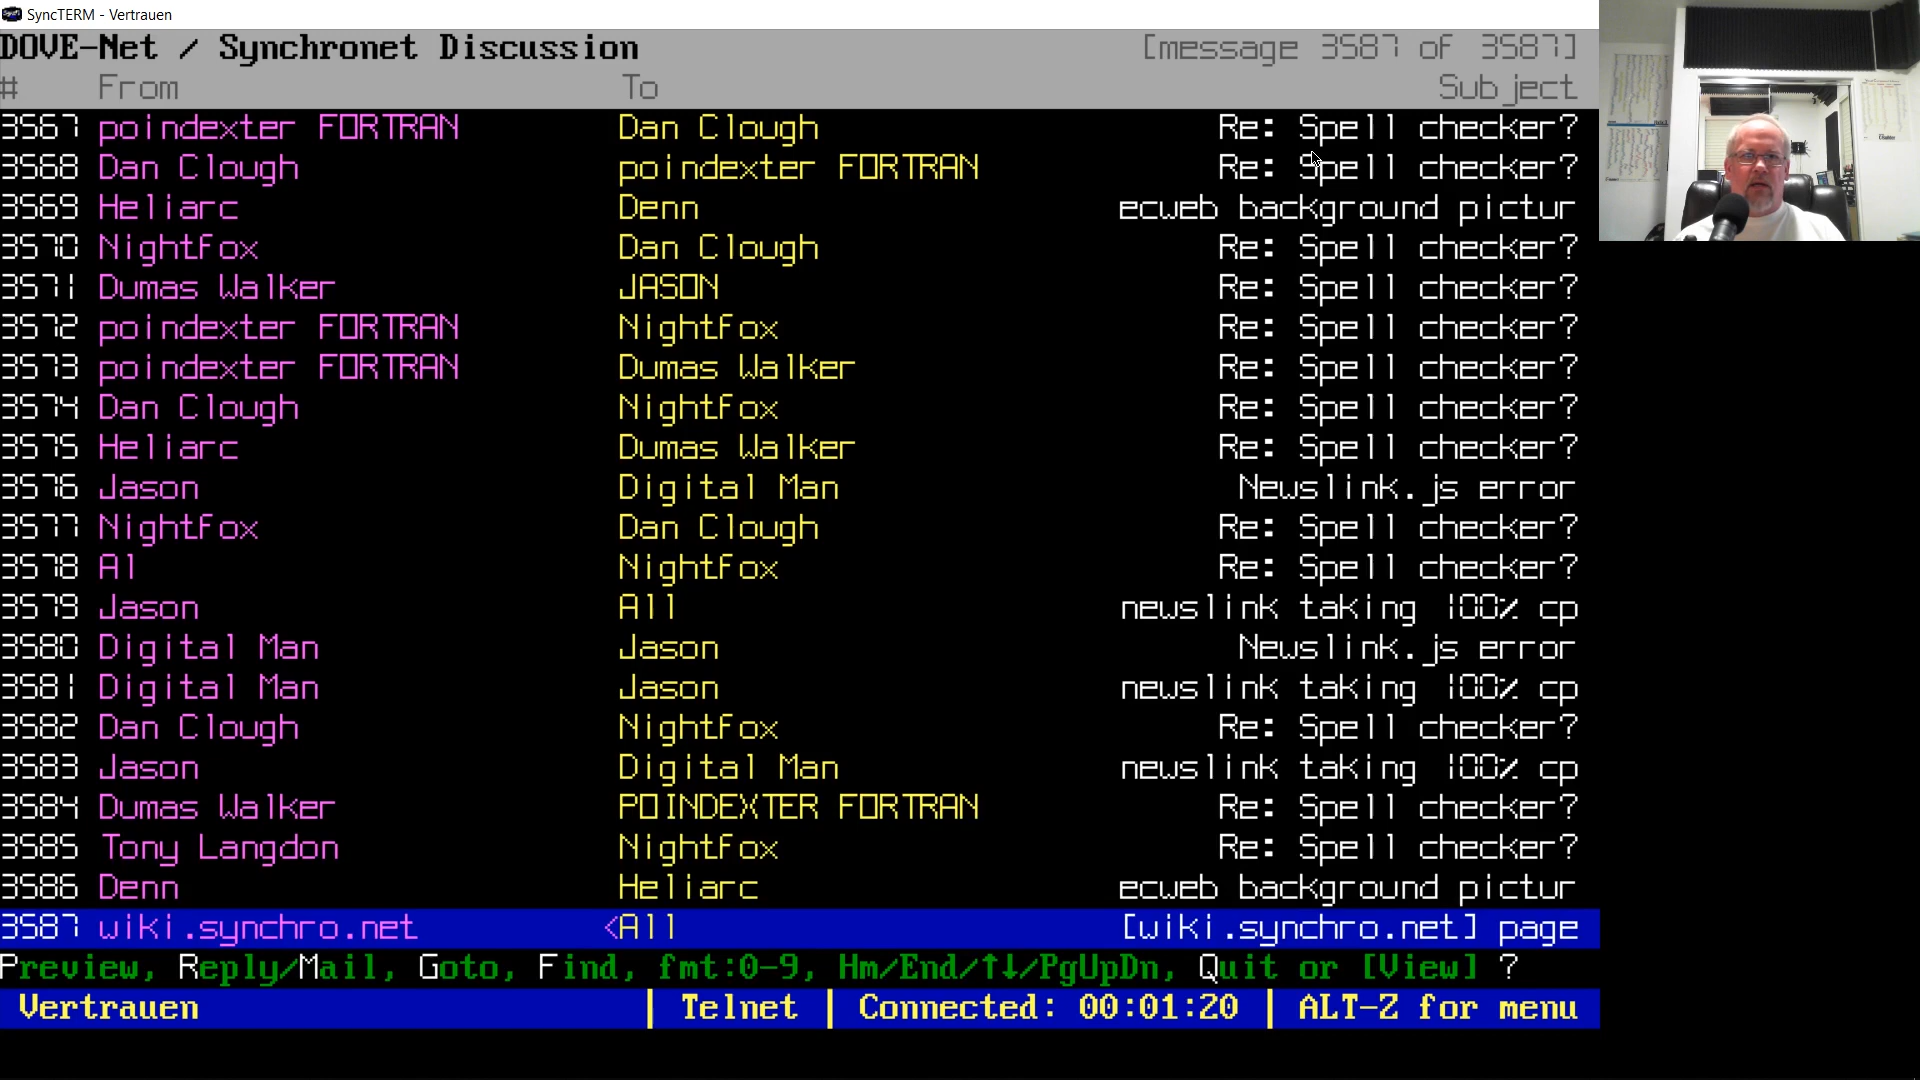 SyncTERM - Vertrauen
DOVE-Net / Synchronet Discussion [message 3587 of 3587]
# From To Subject
3567 poindexter FORTRAN Dan Clough Re: Spell checker?
3568 Dan Clough poindexter FORTRAN Re: Spell checker?
3569 Heliarc Denn ecweb background pictur
3570 Nightfox Dan Clough Re: Spell checker?
3571 Dumas Walker JASON Re: Spell checker?
3572 poindexter FORTRAN Nightfox Re: Spell checker?
3573 poindexter FORTRAN Dumas Walker Re: Spell checker?
3574 Dan Clough Nightfox Re: Spell checker?
3575 Heliarc Dumas Walker Re: Spell checker?
3576 Jason Digital Man Newslink.js error
3577 Nightfox Dan Clough Re: Spell checker?
3578 Al Nightfox Re: Spell checker?
3579 Jason All newslink taking 100% cp
3580 Digital Man Jason Newslink.js error
3581 Digital Man Jason newslink taking 100% cp
3582 Dan Clough Nightfox Re: Spell checker?
3583 Jason Digital Man newslink taking 100% cp
3584 Dumas Walker POINDEXTER FORTRAN Re: Spell checker?
3585 Tony Langdon Nightfox Re: Spell checker?
3586 Denn Heliarc ecweb background pictur
3587 wiki.synchro.net <All [wiki.synchro.net] page
Preview, Reply/Mail, Goto, Find, fmt:0-9, Hm/End/↑↓/PgUpDn, Quit or [View] ?
Vertrauen | Telnet | Connected: 00:01:20 | ALT-Z for menu